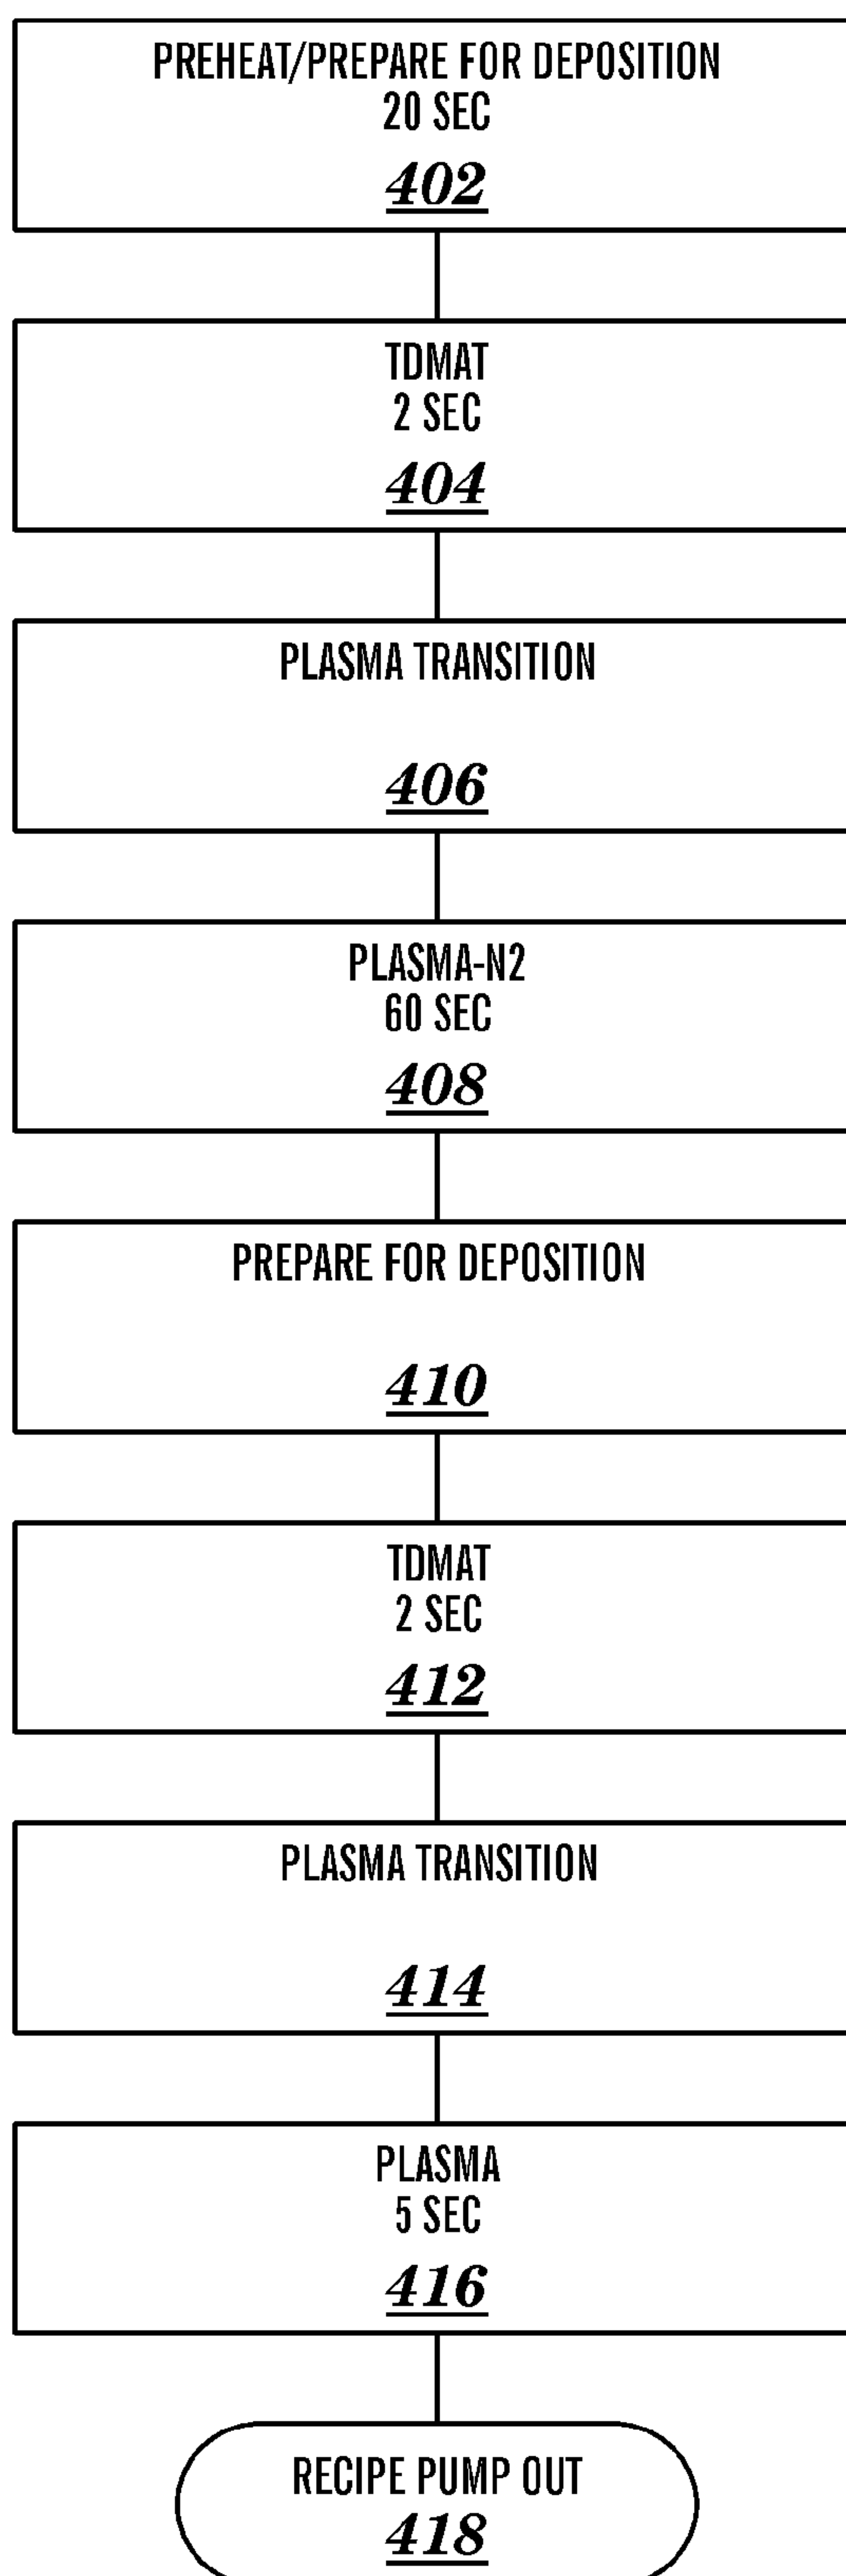 PREHEAT/PREPARE FOR DEPOSITION
20 SEC
402
TDMAT
2 SEC
404
PLASMA TRANSITION
406
PLASMA-N2
60 SEC
408
PREPARE FOR DEPOSITION
410
TDMAT
2 SEC
412
PLASMA TRANSITION
414
PLASMA
5 SEC
416
RECIPE PUMP OUT
418